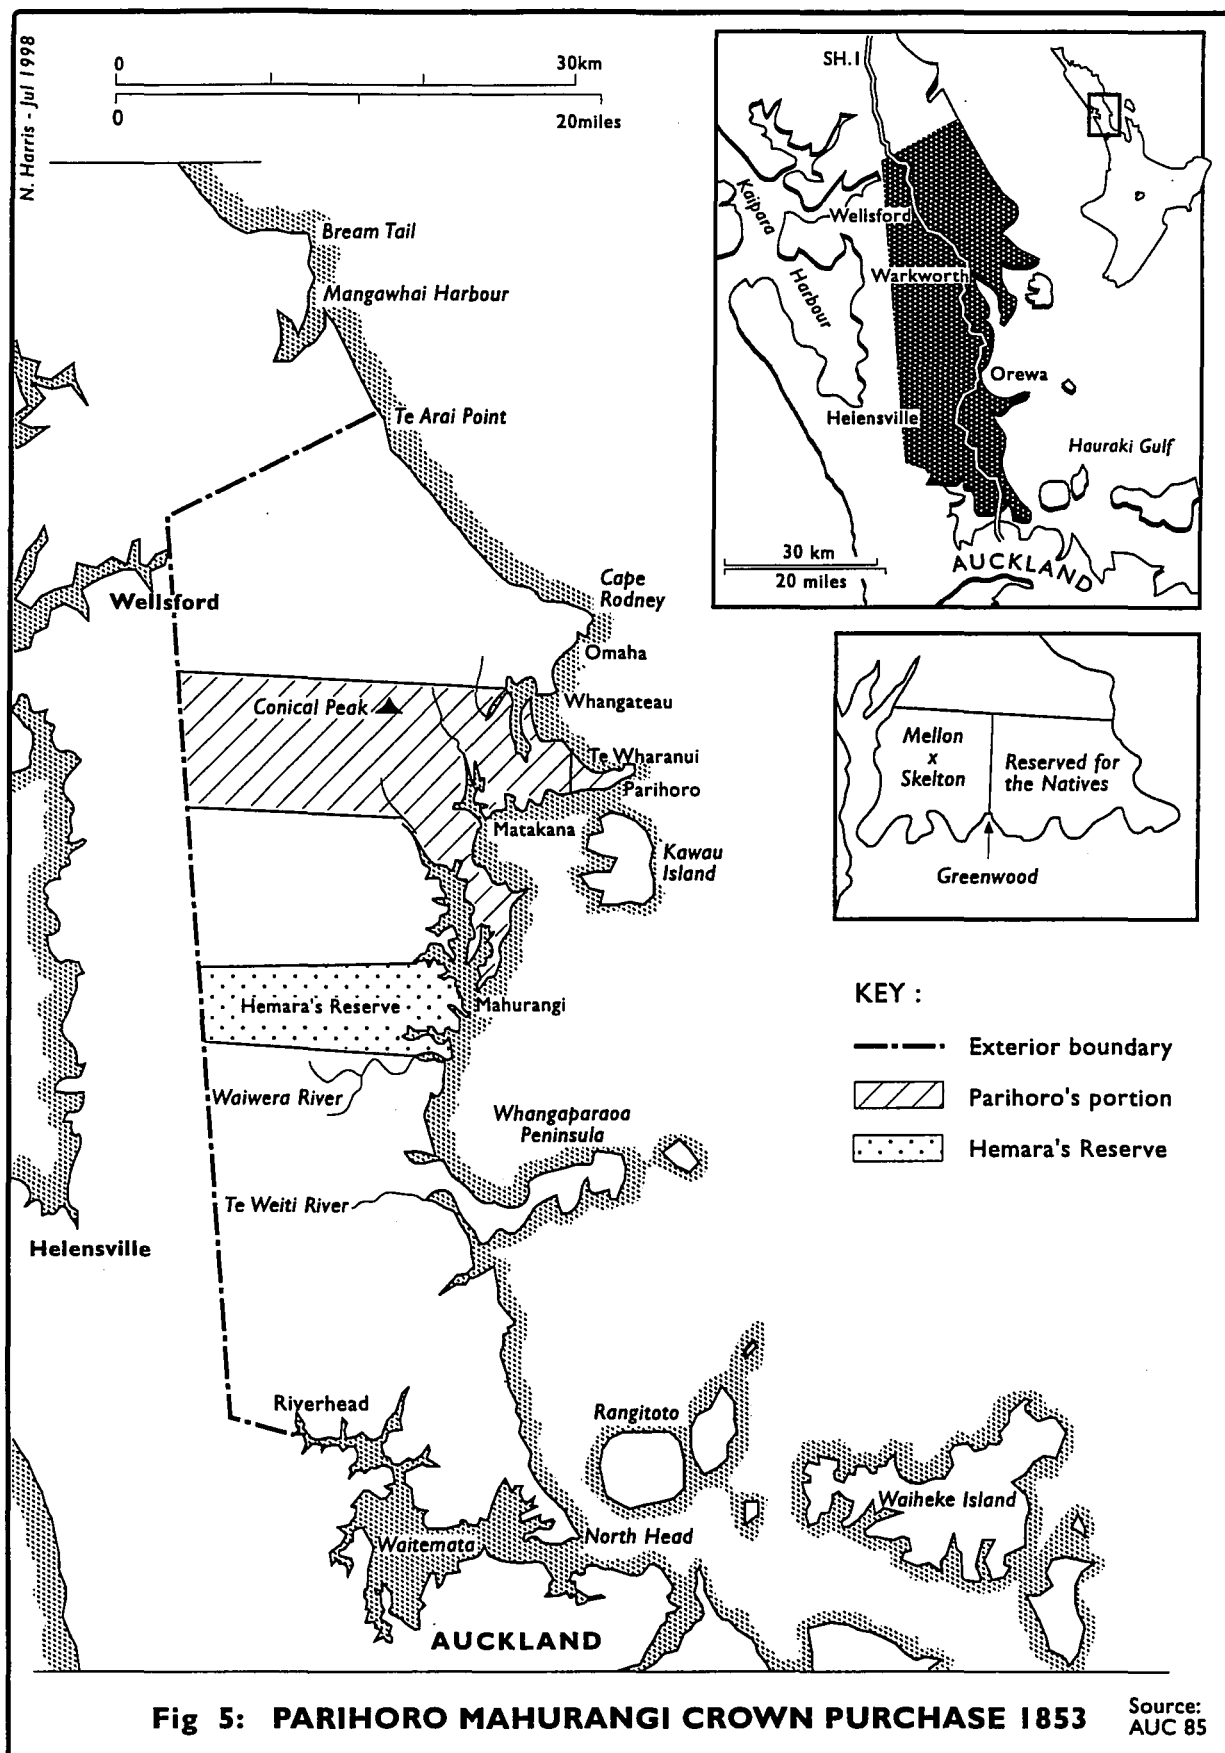 N. Harris - Jul 1998
0
30km
0
20miles
Bream Tail
Mangawhai Harbour
Te Arai Point
Wellsford
Cape
Rodney
Omaha
Whangateau
Conical Peak
Te Wharanui
Parihoro
Matakana
Kawau
Island
Hemara's Reserve
Mahurangi
Waiwera River
Whangaparaoa
Peninsula
Te Weiti River
Helensville
Riverhead
Rangitoto
Waiheke Island
North Head
Waitemata
AUCKLAND
SH.1
Kaipara
Harbour
Wellsford
Warkworth
Orewa
Helensville
Hauraki Gulf
30 km
20 miles
AUCKLAND
Mellon
x
Skelton
Reserved for
the Natives
Greenwood
KEY :
Exterior boundary
Parihoro's portion
Hemara's Reserve
Fig 5: PARIHORO MAHURANGI CROWN PURCHASE 1853
Source:
AUC 85